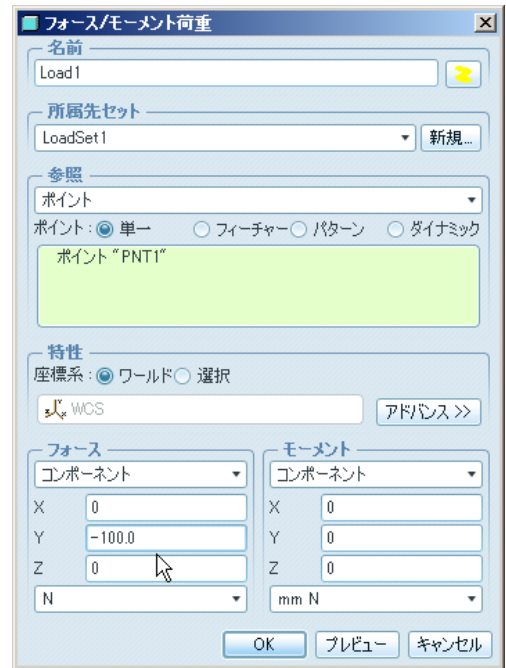 フォース/モーメント荷重
名前
Load1
所属先セット
LoadSet1 新規...
参照
ポイント
ポイント : 単一 フィーチャー パターン ダイナミック
ポイント "PNT1"
特性
座標系 : ワールド 選択
WCS アドバンス >>
フォース モーメント
コンポーネント コンポーネント
X 0 X 0
Y -100.0 Y 0
Z 0 Z 0
N mm N
OK プレビュー キャンセル